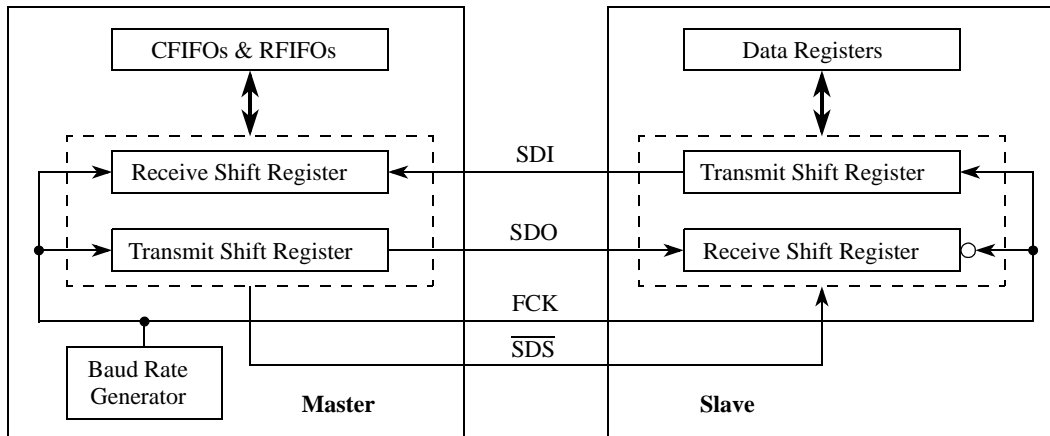 CFIFOs & RFIFOs
Data Registers
SDI
Receive Shift Register
Transmit Shift Register
SDO
Transmit Shift Register
Receive Shift Register
FCK
SDS
Baud Rate
Generator
Master
Slave